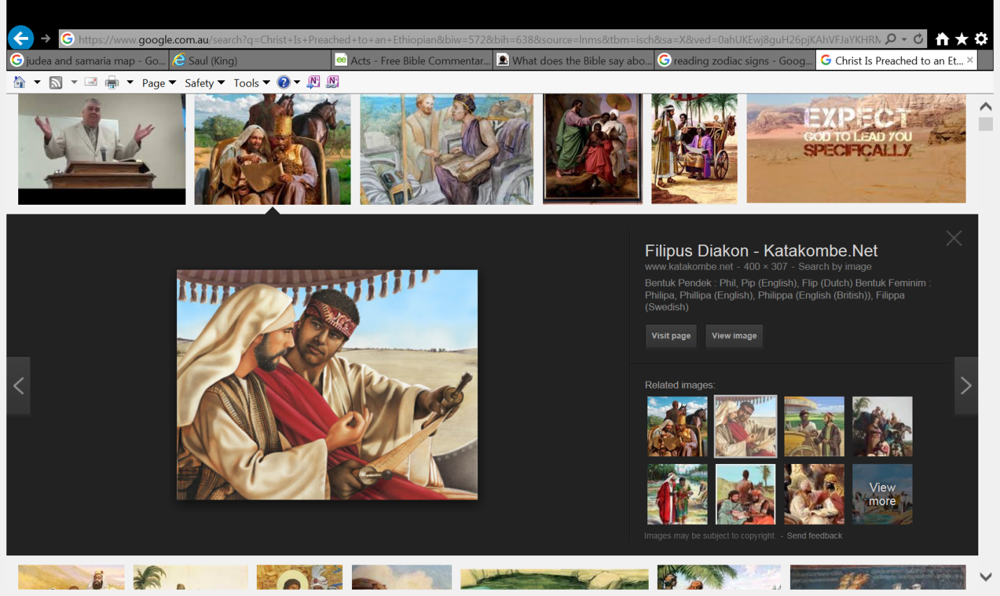 https://www.google.com.au/search?q=Christ+Is+Preached+to+an+Ethiopian&biw=572&bih=638&source=lnms&tbm=isch&sa=X&ved=0ahUKEwj8guH26pjKAhVFJaYKHRM
judea and samaria map - Go...
Saul (King)
Acts - Free Bible Commentar...
What does the Bible say abo...
reading zodiac signs - Goog...
Christ Is Preached to an Et...
Page
Safety
Tools
EXPECT
GOD TO LEAD YOU
SPECIFICALLY
Filipus Diakon - Katakombe.Net
www.katakombe.net - 400 × 307 - Search by image
Bentuk Pendek : Phil, Pip (English), Flip (Dutch) Bentuk Feminim :
Philipa, Phillipa (English), Philippa (English (British)), Filippa
(Swedish)
Visit page
View image
Related images:
View
more
Images may be subject to copyright. - Send feedback